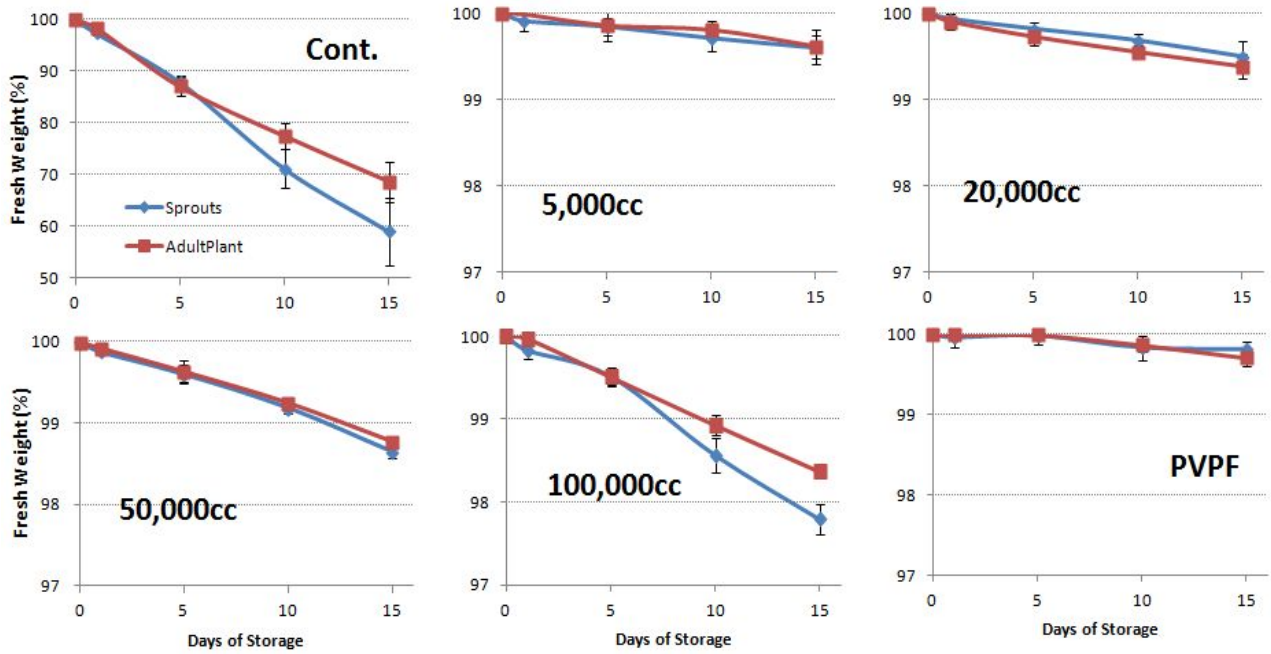 100
90
80
70
60
50
Fresh Weight (%)
Cont.
Sprouts
AdultPlant
0 5 10 15
100
99
98
97
5,000cc
0 5 10 15
100
99
98
97
20,000cc
0 5 10 15
100
99
98
97
Fresh Weight (%)
50,000cc
0 5 10 15
Days of Storage
100
99
98
97
100,000cc
0 5 10 15
Days of Storage
100
99
98
97
PVPF
0 5 10 15
Days of Storage